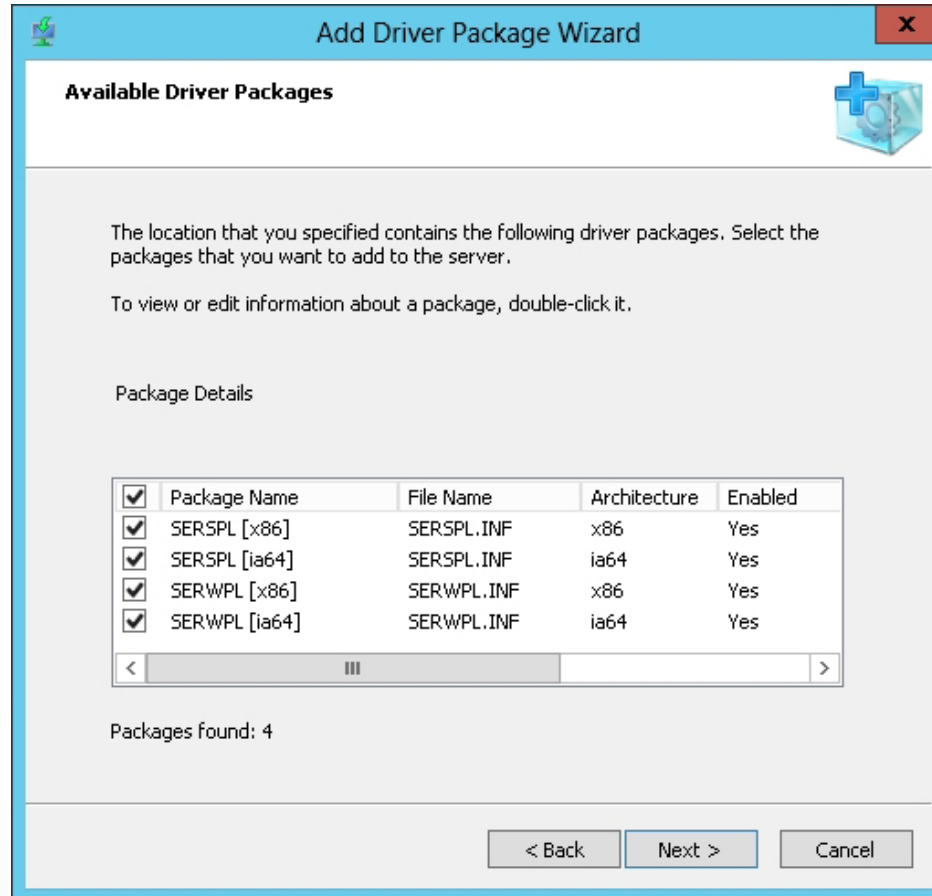 Add Driver Package Wizard
x
Available Driver Packages
The location that you specified contains the following driver packages. Select the
packages that you want to add to the server.
To view or edit information about a package, double-click it.
Package Details
Package Name File Name Architecture Enabled
SERSPL [x86] SERSPL.INF x86 Yes
SERSPL [ia64] SERSPL.INF ia64 Yes
SERWPL [x86] SERWPL.INF x86 Yes
SERWPL [ia64] SERWPL.INF ia64 Yes
Packages found: 4
< Back Next > Cancel